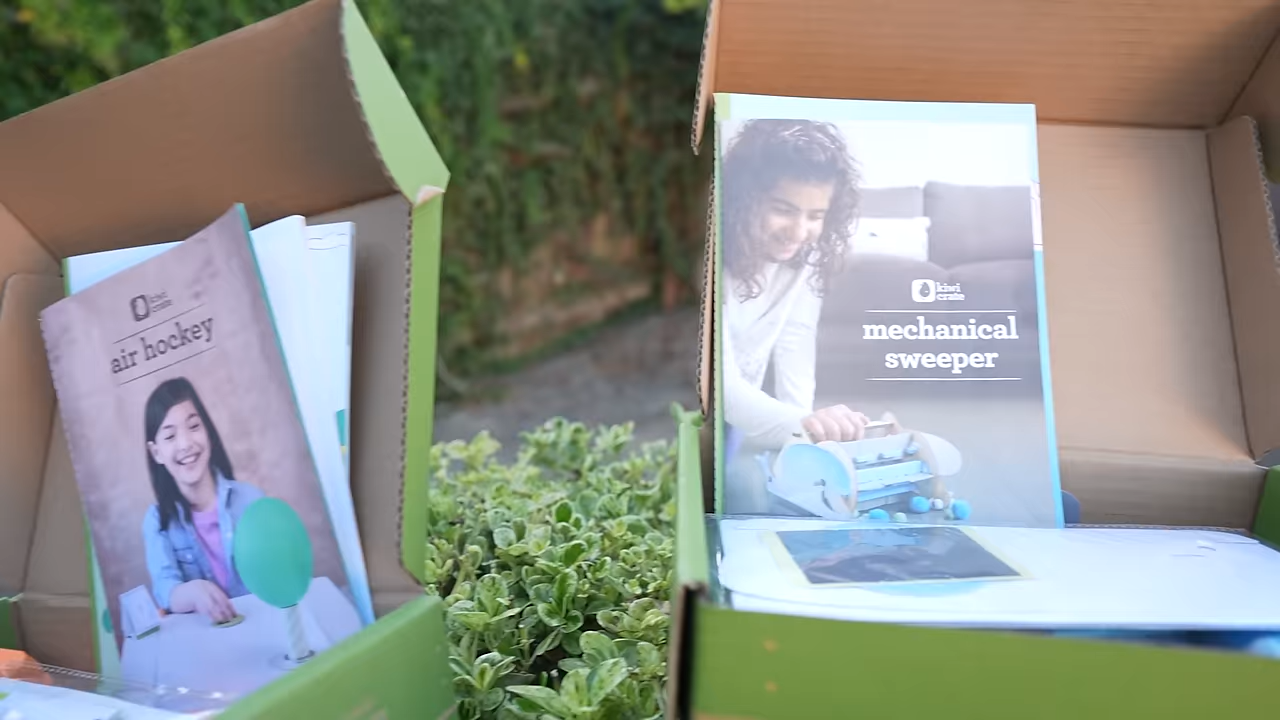 kiwi
crate
air hockey
kiwi
crate
mechanical
sweeper